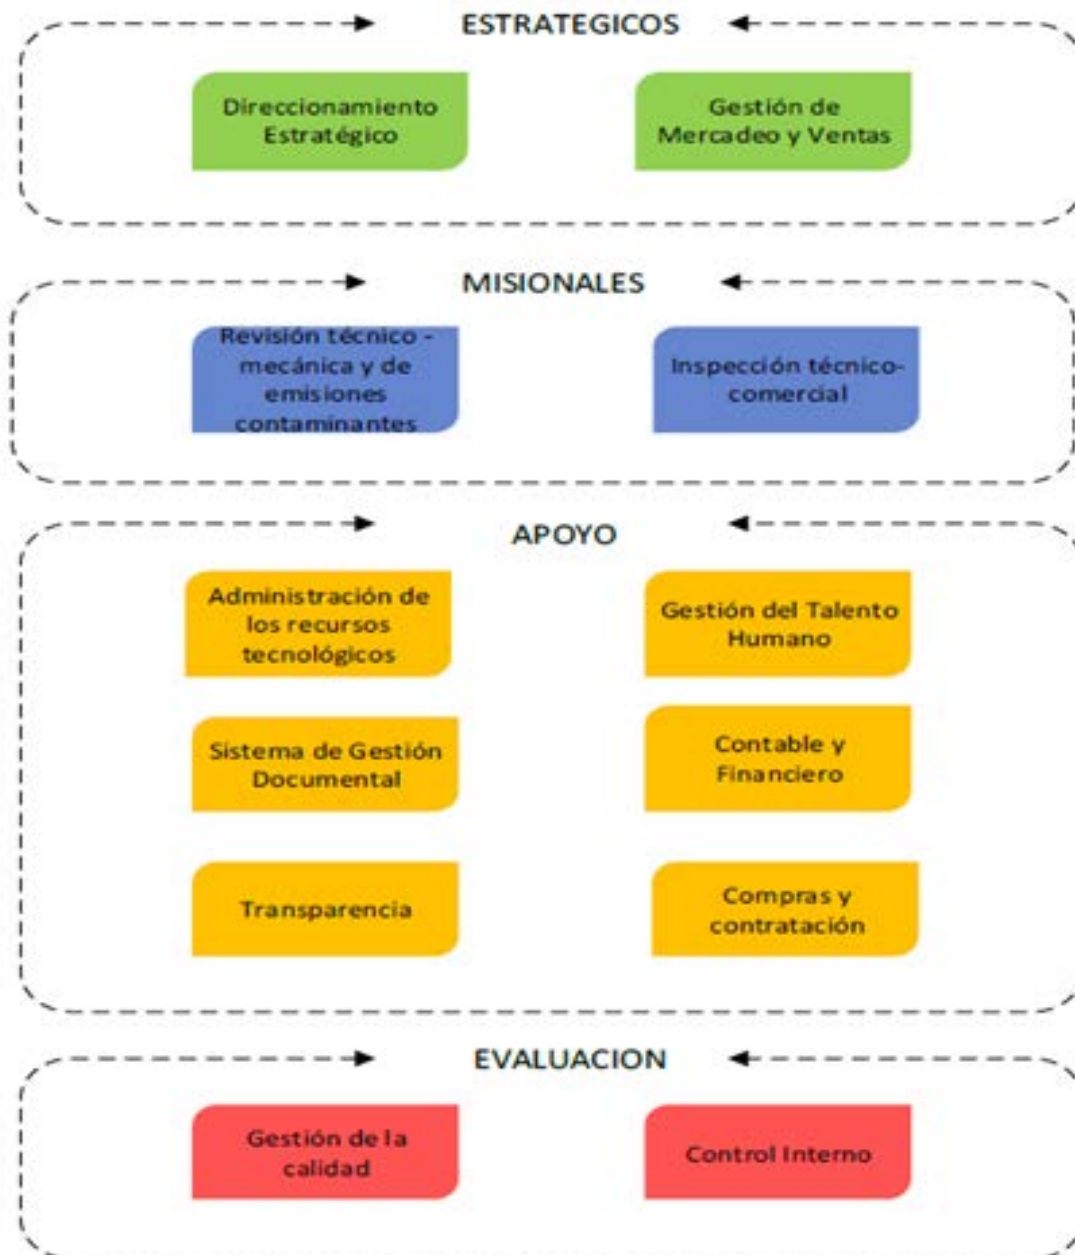 ESTRATEGICOS
Direccionamiento
Estratégico
Gestión de
Mercadeo y Ventas
MISIONALES
Revisión técnico -
mecánica y de
emisiones
contaminantes
Inspección técnico-
comercial
APOYO
Administración de
los recursos
tecnológicos
Gestión del Talento
Humano
Sistema de Gestión
Documental
Contable y
Financiero
Transparencia
Compras y
contratación
EVALUACION
Gestión de la
calidad
Control Interno